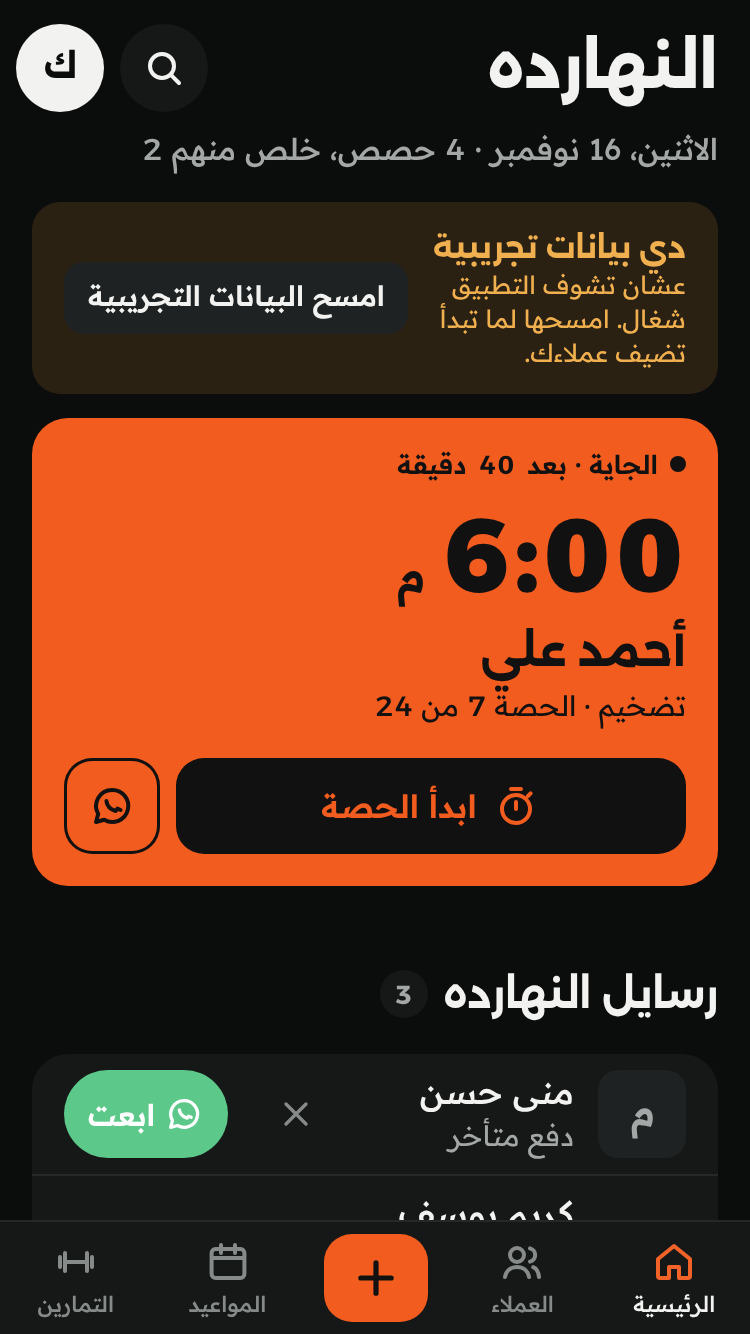 النهارده
ك
الاثنين، 16 نوفمبر · 4 حصص، خلص منهم 2
دي بيانات تجريبية
عشان تشوف التطبيق
شغال. امسحها لما تبدأ
تضيف عملاءك.
امسح البيانات التجريبية
الجاية · بعد 40 دقيقة
6:00 م
أحمد علي
تضخيم · الحصة 7 من 24
ابدأ الحصة
رسايل النهارده 3
م
منى حسن
دفع متأخر
ابعت
كريم يوسف
الرئيسية
العملاء
المواعيد
التمارين